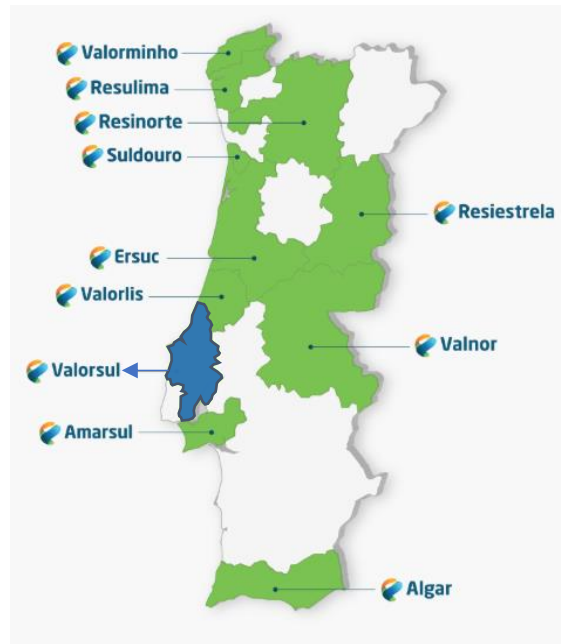 Valorminho
Resulima
Resinorte
Suldouro
Resiestrela
Ersuc
Valorlis
Valnor
Valorsul
Amarsul
Algar